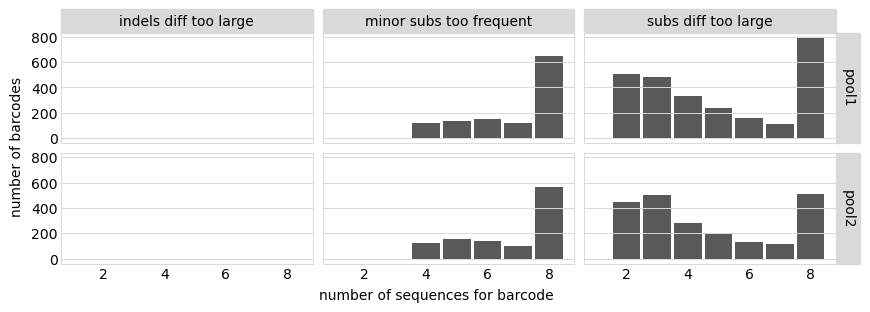 indels diff too large
minor subs too frequent
subs diff too large
800
600
400
200
0
pool1
800
600
400
200
0
pool2
number of barcodes
2 4 6 8
2 4 6 8
2 4 6 8
number of sequences for barcode